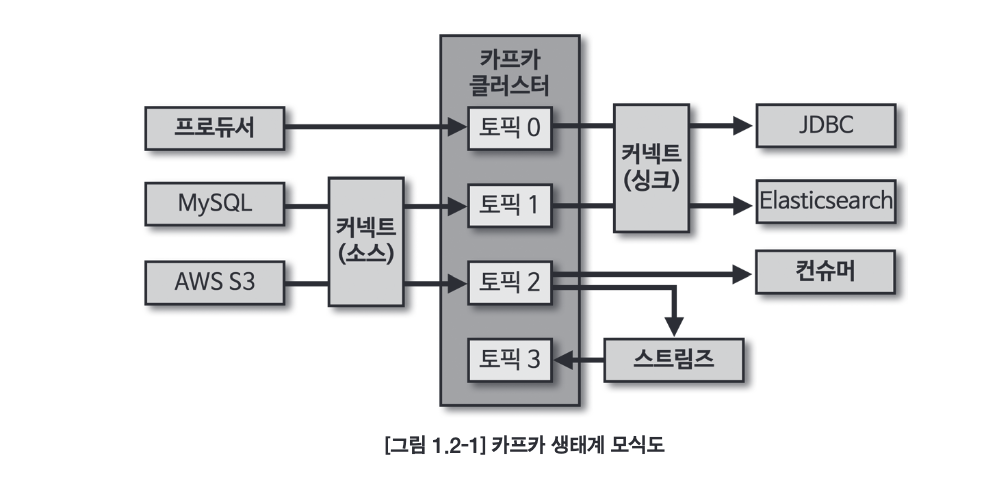 카프카
클러스터
프로듀서
토픽 0
JDBC
커넥트
(싱크)
MySQL
토픽 1
Elasticsearch
커넥트
(소스)
AWS S3
토픽 2
컨슈머
토픽 3
스트림즈
[그림 1.2-1] 카프카 생태계 모식도